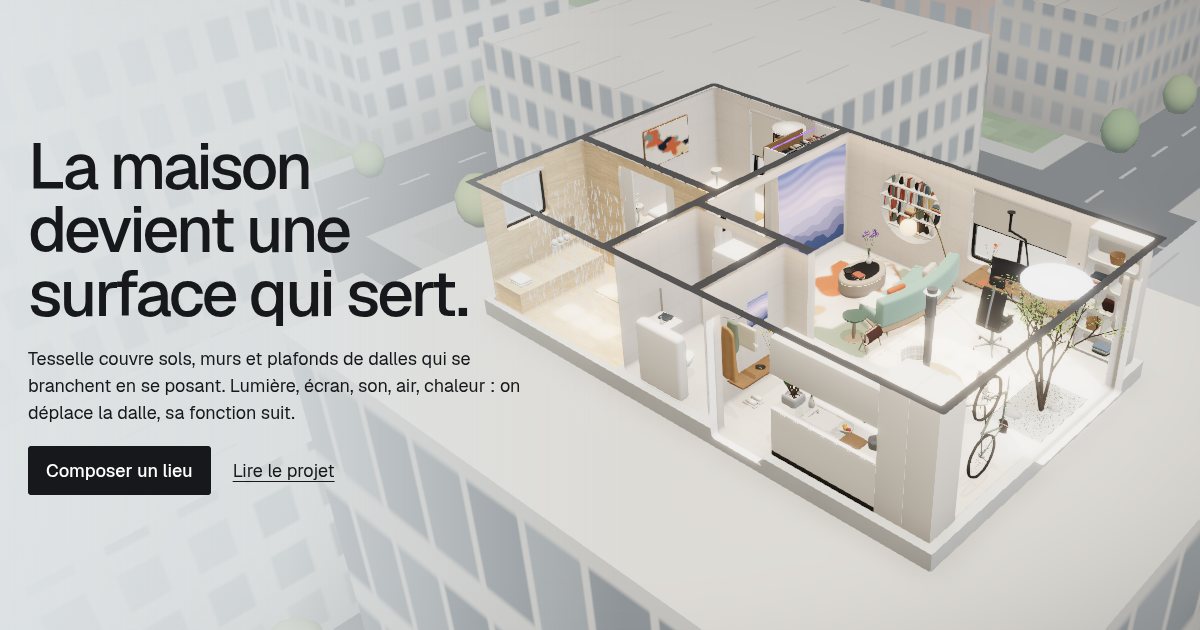 La maison
devient une
surface qui sert.
Tesselle couvre sols, murs et plafonds de dalles qui se
branchent en se posant. Lumière, écran, son, air, chaleur : on
déplace la dalle, sa fonction suit.
Composer un lieu
Lire le projet